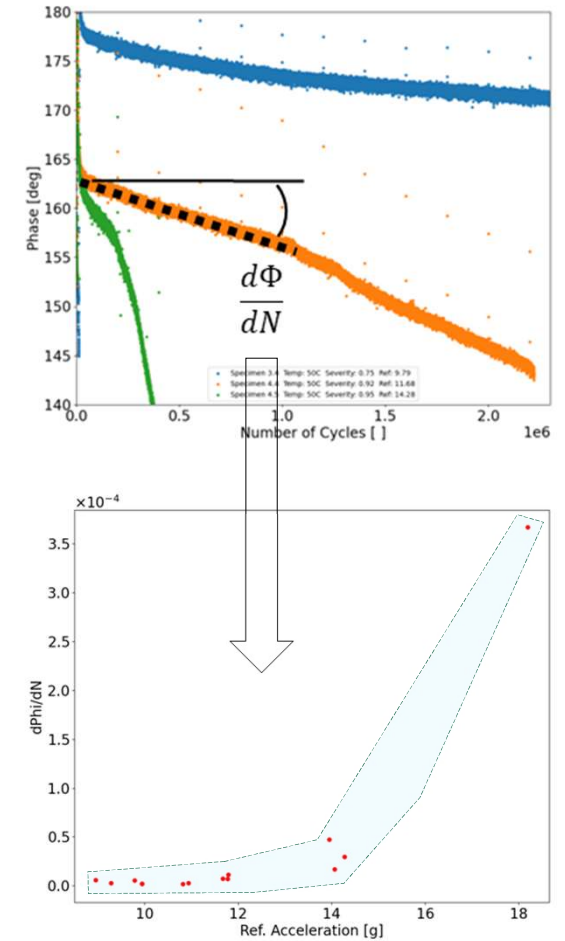 180
175
170
165
160
155
150
145
140
Phase [deg]
dΦ
dN
Specimen 3.4 Temp: 50C Severity: 0.75 Ref: 9.79
Specimen 4.4 Temp: 50C Severity: 0.92 Ref: 11.68
Specimen 4.5 Temp: 50C Severity: 0.95 Ref: 14.28
0.0 0.5 1.0 1.5 2.0
Number of Cycles [ ] 1e6
×10⁻⁴
3.5
3.0
2.5
2.0
1.5
1.0
0.5
0.0
dPhi/dN
10 12 14 16 18
Ref. Acceleration [g]